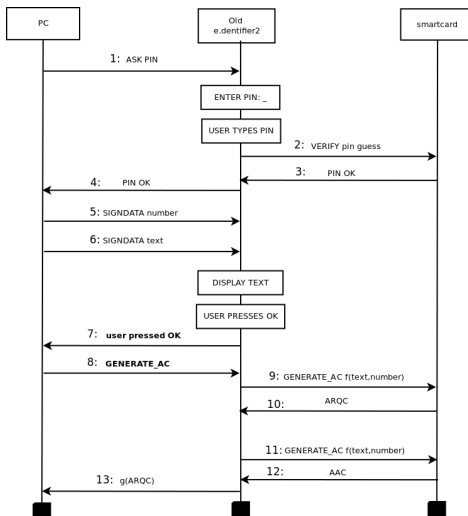 PC
Old
e.dentifier2
smartcard
1: ASK PIN
ENTER PIN: _
USER TYPES PIN
2: VERIFY pin guess
3: PIN OK
4: PIN OK
5: SIGNDATA number
6: SIGNDATA text
DISPLAY TEXT
USER PRESSES OK
7: user pressed OK
8: GENERATE_AC
9: GENERATE_AC f(text,number)
10: ARQC
11: GENERATE_AC f(text,number)
12: AAC
13: g(ARQC)